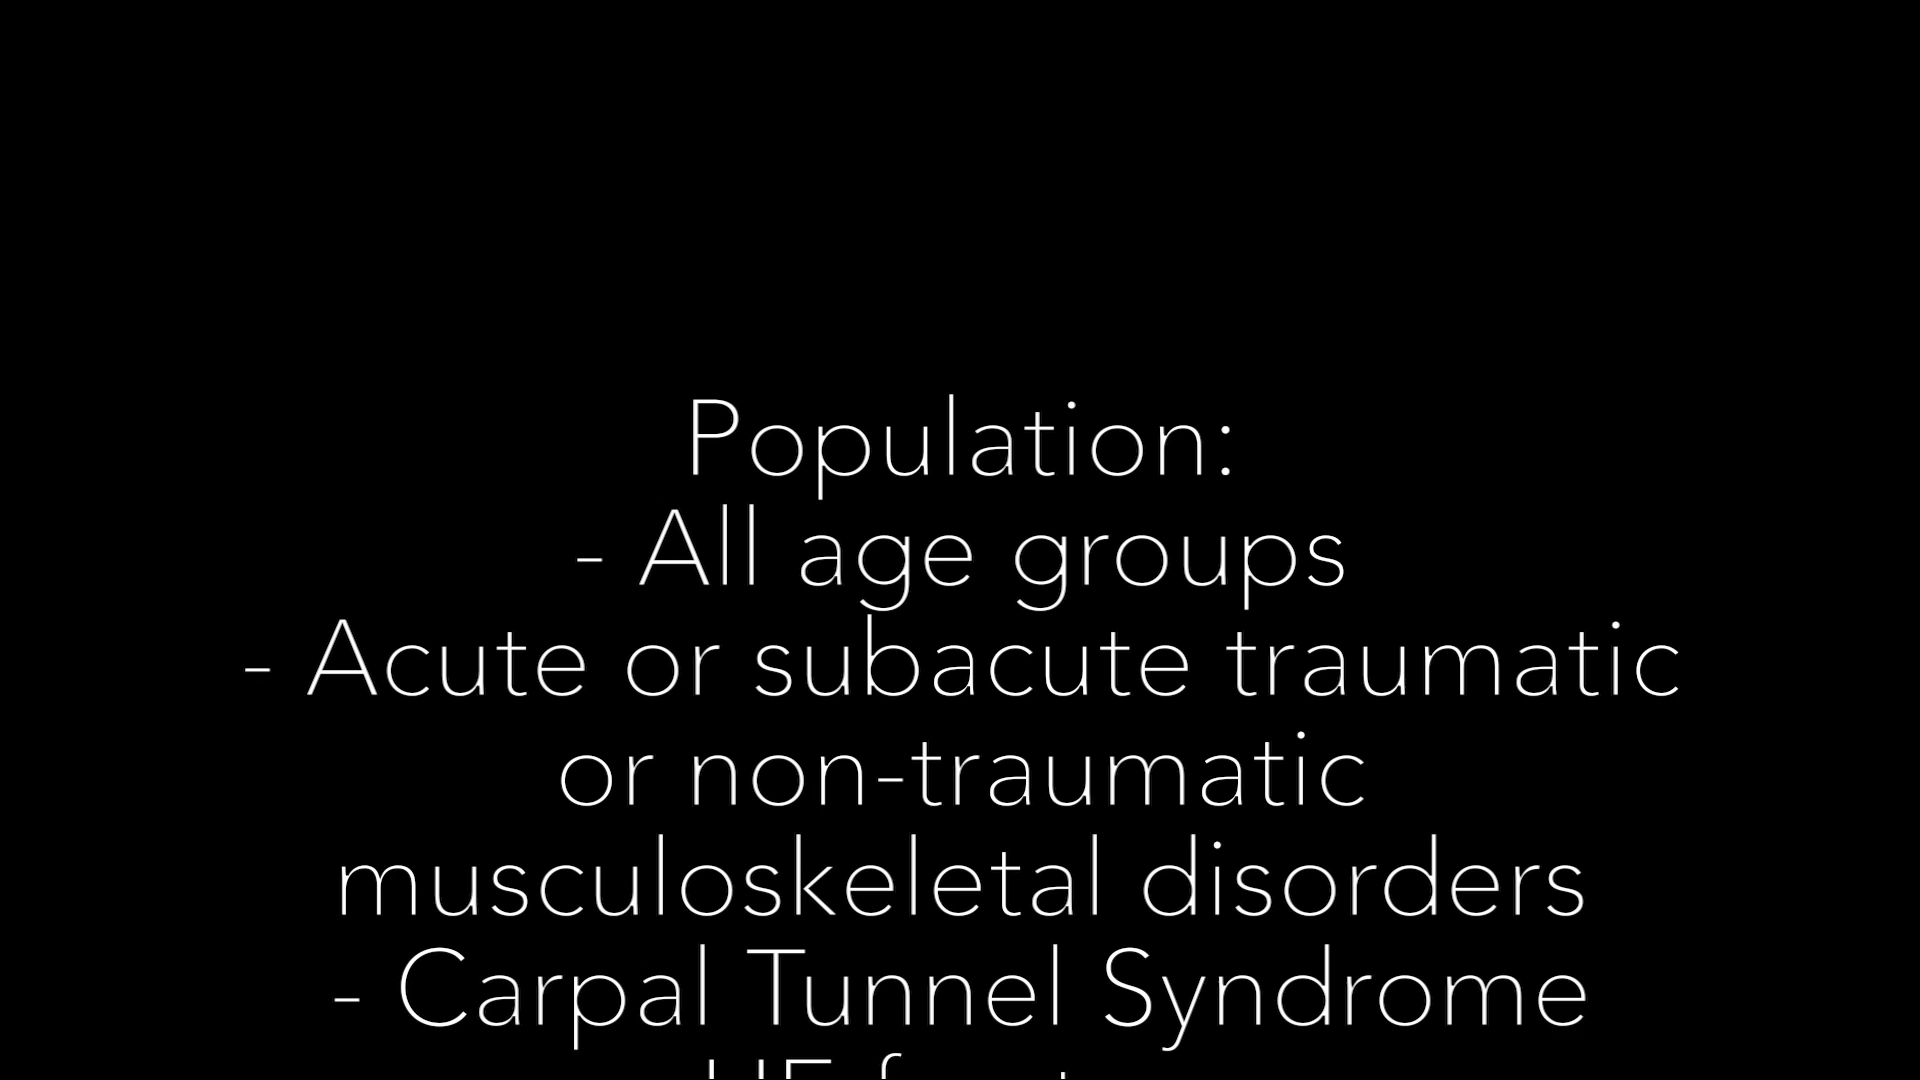 Population:
- All age groups
- Acute or subacute traumatic
or non-traumatic
musculoskeletal disorders
- Carpal Tunnel Syndrome